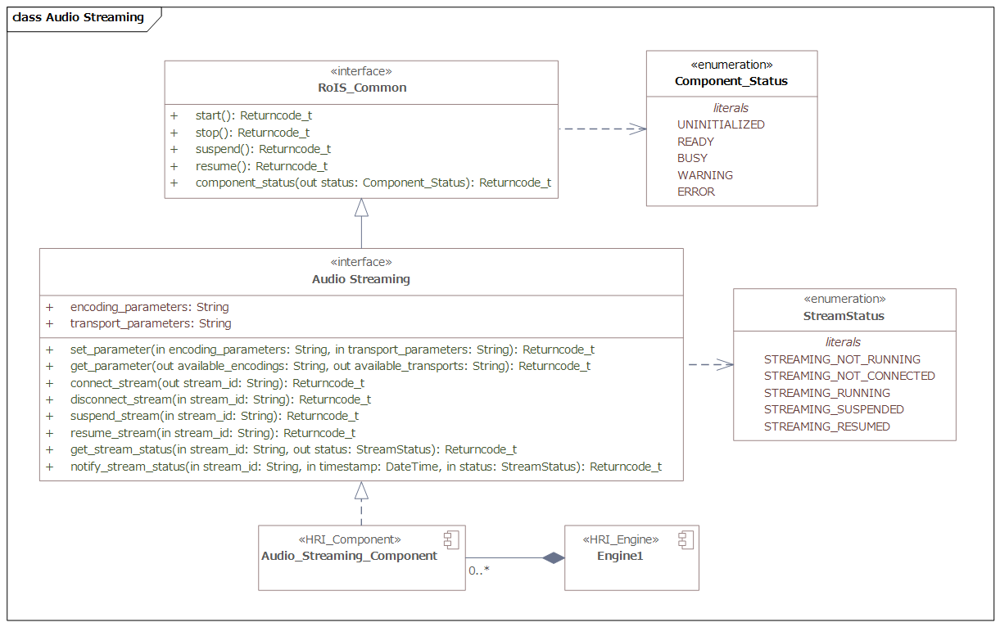 class Audio Streaming
«interface»
RoIS_Common
+ start(): Returncode_t
+ stop(): Returncode_t
+ suspend(): Returncode_t
+ resume(): Returncode_t
+ component_status(out status: Component_Status): Returncode_t
«enumeration»
Component_Status
literals
UNINITIALIZED
READY
BUSY
WARNING
ERROR
«interface»
Audio Streaming
+ encoding_parameters: String
+ transport_parameters: String
+ set_parameter(in encoding_parameters: String, in transport_parameters: String): Returncode_t
+ get_parameter(out available_encodings: String, out available_transports: String): Returncode_t
+ connect_stream(out stream_id: String): Returncode_t
+ disconnect_stream(in stream_id: String): Returncode_t
+ suspend_stream(in stream_id: String): Returncode_t
+ resume_stream(in stream_id: String): Returncode_t
+ get_stream_status(in stream_id: String, out status: StreamStatus): Returncode_t
+ notify_stream_status(in stream_id: String, in timestamp: DateTime, in status: StreamStatus): Returncode_t
«enumeration»
StreamStatus
literals
STREAMING_NOT_RUNNING
STREAMING_NOT_CONNECTED
STREAMING_RUNNING
STREAMING_SUSPENDED
STREAMING_RESUMED
«HRI_Component»
Audio_Streaming_Component
0..*
«HRI_Engine»
Engine1